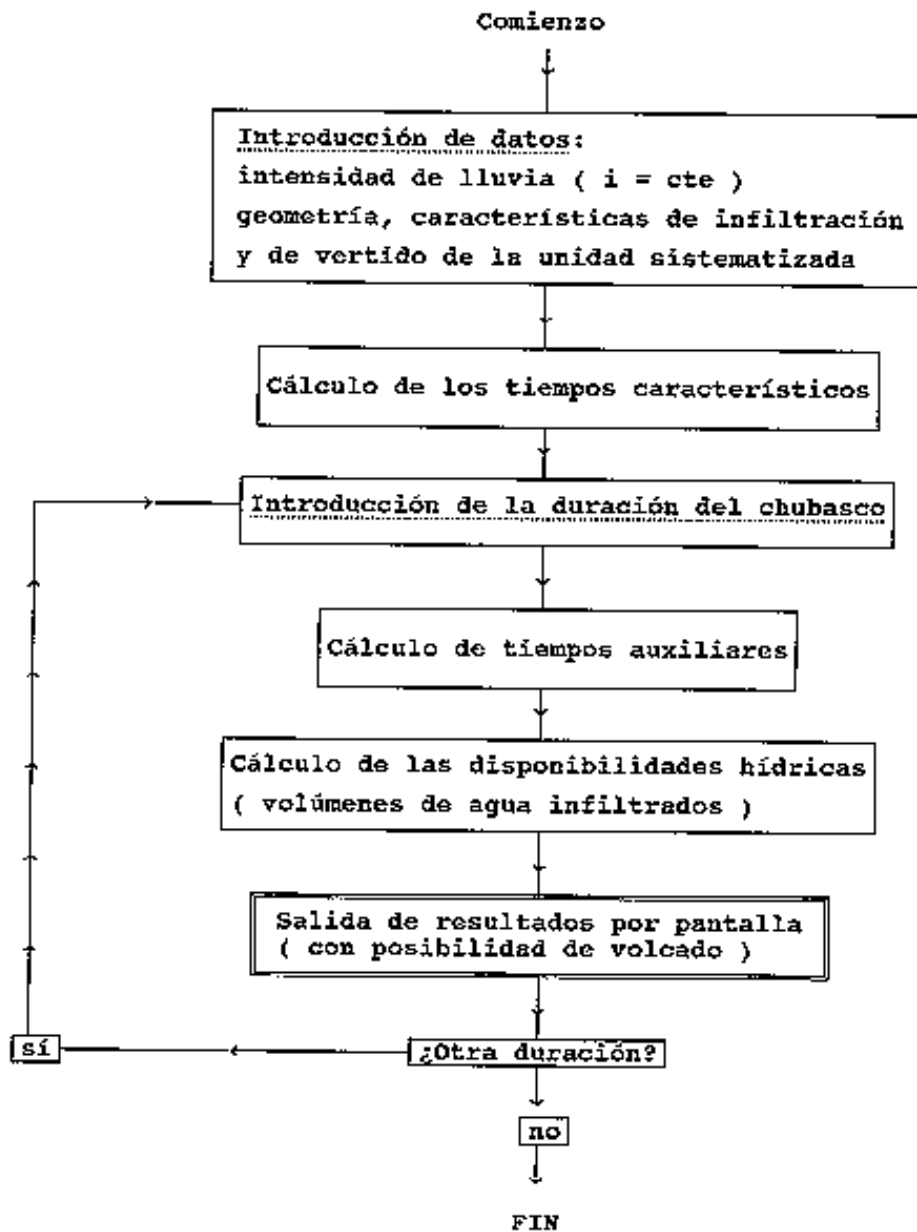 Comienzo
Introducción de datos:
intensidad de lluvia ( i = cte )
geometría, características de infiltración
y de vertido de la unidad sistematizada
Cálculo de los tiempos característicos
Introducción de la duración del chubasco
Cálculo de tiempos auxiliares
Cálculo de las disponibilidades hídricas
( volúmenes de agua infiltrados )
Salida de resultados por pantalla
( con posibilidad de volcado )
sí
¿Otra duración?
no
FIN